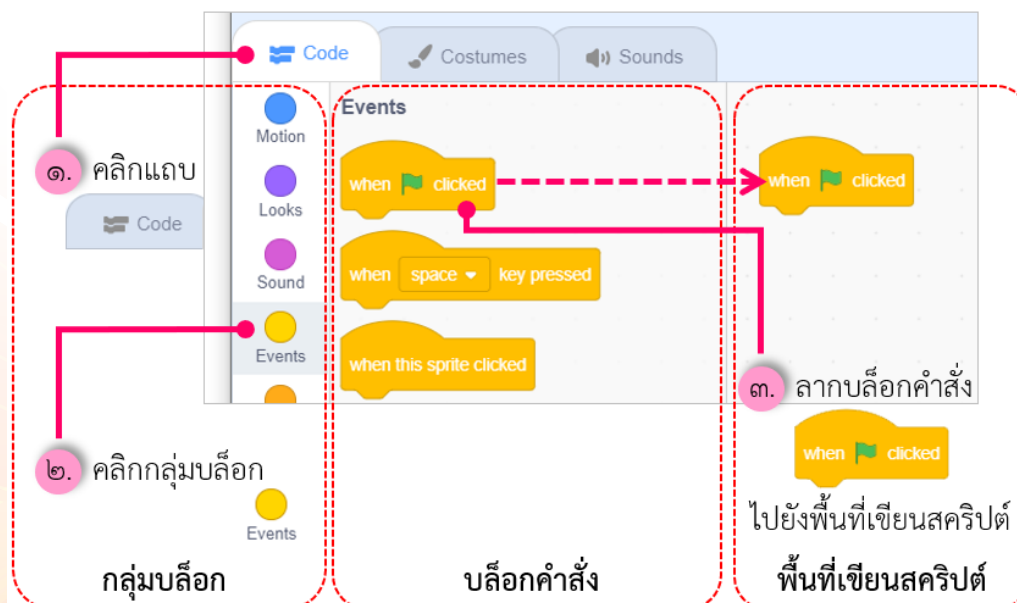 Code
Costumes
Sounds
Motion
Looks
Sound
Events
Events
when clicked
when space key pressed
when this sprite clicked
when clicked
๑. คลิกแถบ
Code
๒. คลิกกลุ่มบล็อก
Events
๓. ลากบล็อกคำสั่ง
when clicked
ไปยังพื้นที่เขียนสคริปต์
กลุ่มบล็อก
บล็อกคำสั่ง
พื้นที่เขียนสคริปต์